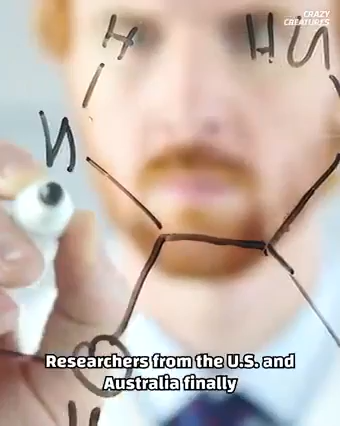 CRAZY
CREATURES
H
H
N
Researchers from the U.S. and
Australia finally